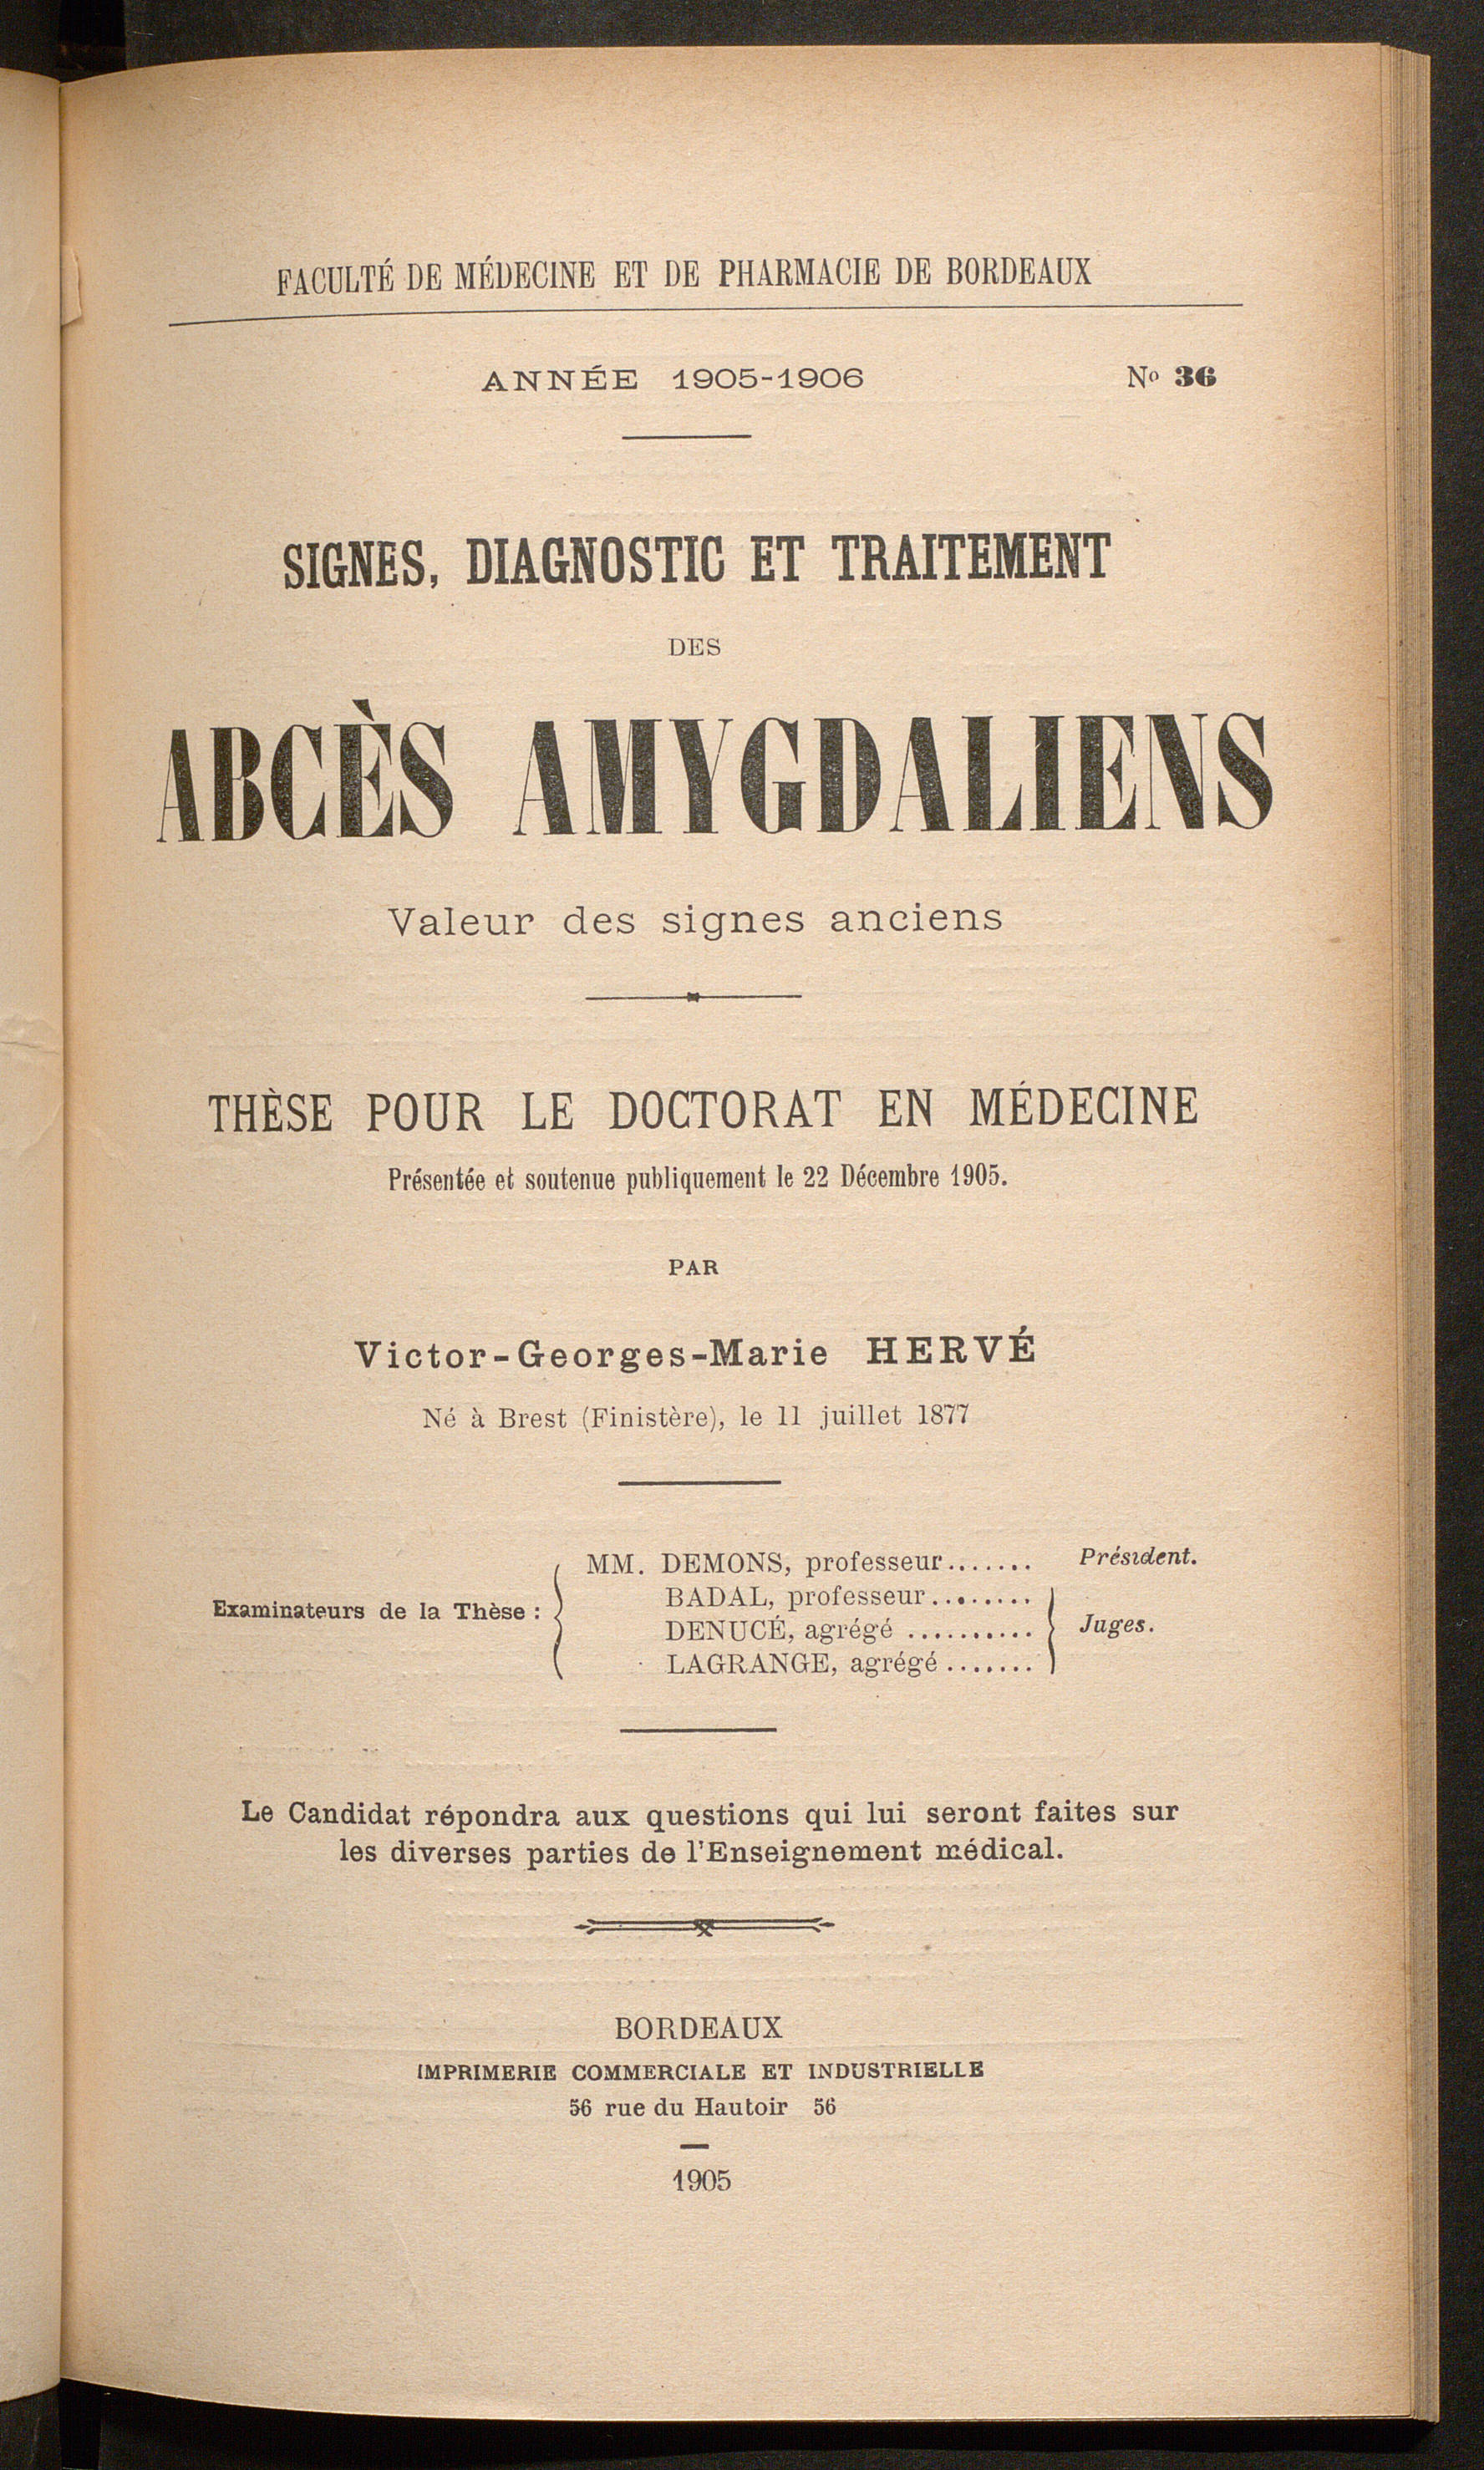 FACULTÉ DE MÉDECINE ET DE PHARMACIE DE BORDEAUX
ANNÉE 1905-1906 No 36
SIGNES, DIAGNOSTIC ET TRAITEMENT
DES
ABCÈS AMYGDALIENS
Valeur des signes anciens
THÈSE POUR LE DOCTORAT EN MÉDECINE
Présentée et soutenue publiquement le 22 Décembre 1905.
PAR
Victor-Georges-Marie HERVÉ
Né à Brest (Finistère), le 11 juillet 1877
MM. DEMONS, professeur....... Président.
BADAL, professeur........
Examinateurs de la Thèse :
DENUCÉ, agrégé .......... Juges.
LAGRANGE, agrégé.......
Le Candidat répondra aux questions qui lui seront faites sur
les diverses parties de l'Enseignement médical.
BORDEAUX
IMPRIMERIE COMMERCIALE ET INDUSTRIELLE
56 rue du Hautoir 56
1905